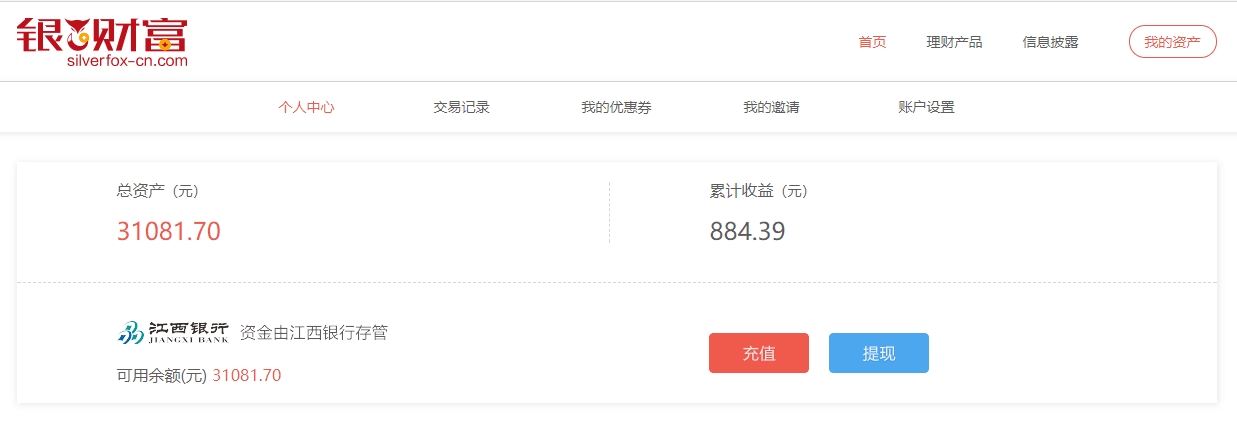 银狐财富
silverfox-cn.com
首页 理财产品 信息披露 我的资产
个人中心 交易记录 我的优惠券 我的邀请 账户设置
总资产（元） 累计收益（元）
31081.70 884.39
江西银行 资金由江西银行存管
JIANGXI BANK
充值 提现
可用余额(元) 31081.70